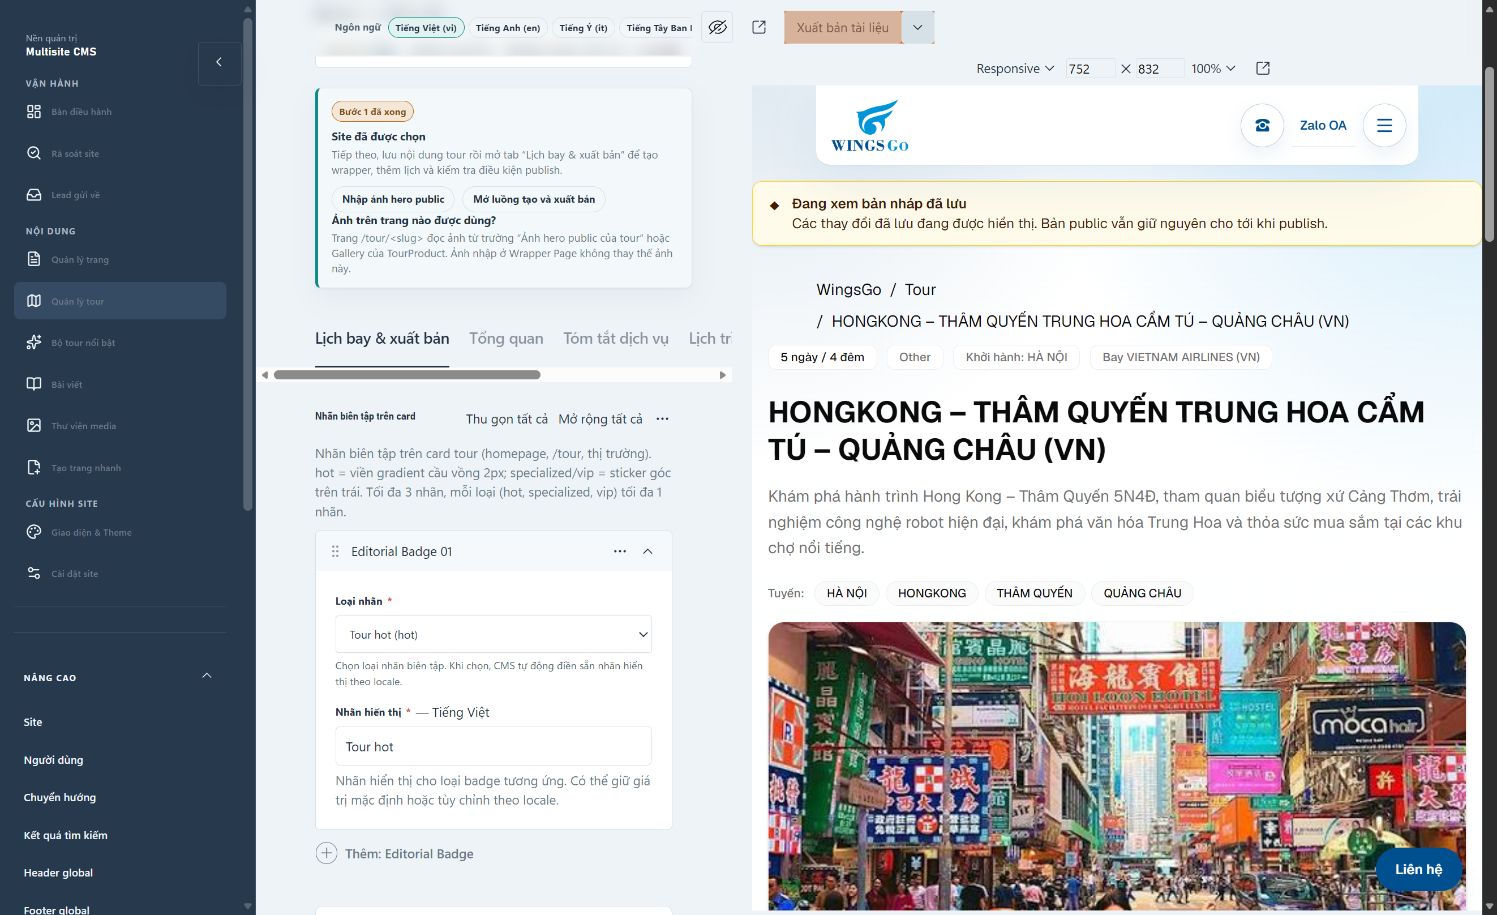 Nền quản trị
Multisite CMS
VẬN HÀNH
Bàn điều hành
Rà soát site
Lead gửi về
NỘI DUNG
Quản lý trang
Quản lý tour
Bộ tour nổi bật
Bài viết
Thư viện media
Tạo trang nhanh
CẤU HÌNH SITE
Giao diện & Theme
Cài đặt site
NÂNG CAO
Site
Người dùng
Chuyển hướng
Kết quả tìm kiếm
Header global
Footer global
Ngôn ngữ
Tiếng Việt (vi)
Tiếng Anh (en)
Tiếng Ý (it)
Tiếng Tây Ban
Xuất bản tài liệu
Bước 1 đã xong
Site đã được chọn
Tiếp theo, lưu nội dung tour rồi mở tab "Lịch bay & xuất bản" để tạo
wrapper, thêm lịch và kiểm tra điều kiện publish.
Nhập ảnh hero public
Mở luồng tạo và xuất bản
Ảnh trên trang nào được dùng?
Trang /tour/<slug> đọc ảnh từ trường "Ảnh hero public của tour" hoặc
Gallery của TourProduct. Ảnh nhập ở Wrapper Page không thay thế ảnh
này.
Lịch bay & xuất bản
Tổng quan
Tóm tắt dịch vụ
Lịch trì
Nhãn biên tập trên card
Thu gọn tất cả
Mở rộng tất cả
Nhãn biên tập trên card tour (homepage, /tour, thị trường).
hot = viền gradient cầu vồng 2px; specialized/vip = sticker góc
trên trái. Tối đa 3 nhãn, mỗi loại (hot, specialized, vip) tối đa 1
nhãn.
Editorial Badge 01
Loại nhãn *
Tour hot (hot)
Chọn loại nhãn biên tập. Khi chọn, CMS tự động điền sẵn nhãn hiển
thị theo locale.
Nhãn hiển thị * — Tiếng Việt
Tour hot
Nhãn hiển thị cho loại badge tương ứng. Có thể giữ giá
trị mặc định hoặc tùy chỉnh theo locale.
Thêm: Editorial Badge
Responsive
752 × 832
100%
WINGSGO
Zalo OA
Đang xem bản nháp đã lưu
Các thay đổi đã lưu đang được hiển thị. Bản public vẫn giữ nguyên cho tới khi publish.
WingsGo / Tour
/ HONGKONG – THÂM QUYẾN TRUNG HOA CẨM TÚ – QUẢNG CHÂU (VN)
5 ngày / 4 đêm
Other
Khởi hành: HÀ NỘI
Bay VIETNAM AIRLINES (VN)
HONGKONG – THÂM QUYẾN TRUNG HOA CẨM
TÚ – QUẢNG CHÂU (VN)
Khám phá hành trình Hong Kong – Thâm Quyến 5N4Đ, tham quan biểu tượng xứ Cảng Thơm, trải
nghiệm công nghệ robot hiện đại, khám phá văn hóa Trung Hoa và thỏa sức mua sắm tại các khu
chợ nổi tiếng.
Tuyến:
HÀ NỘI
HONGKONG
THÂM QUYẾN
QUẢNG CHÂU
海龍賓館
HOI LOON HOTEL
HOSTEL
moca hair
龍城
Liên hệ